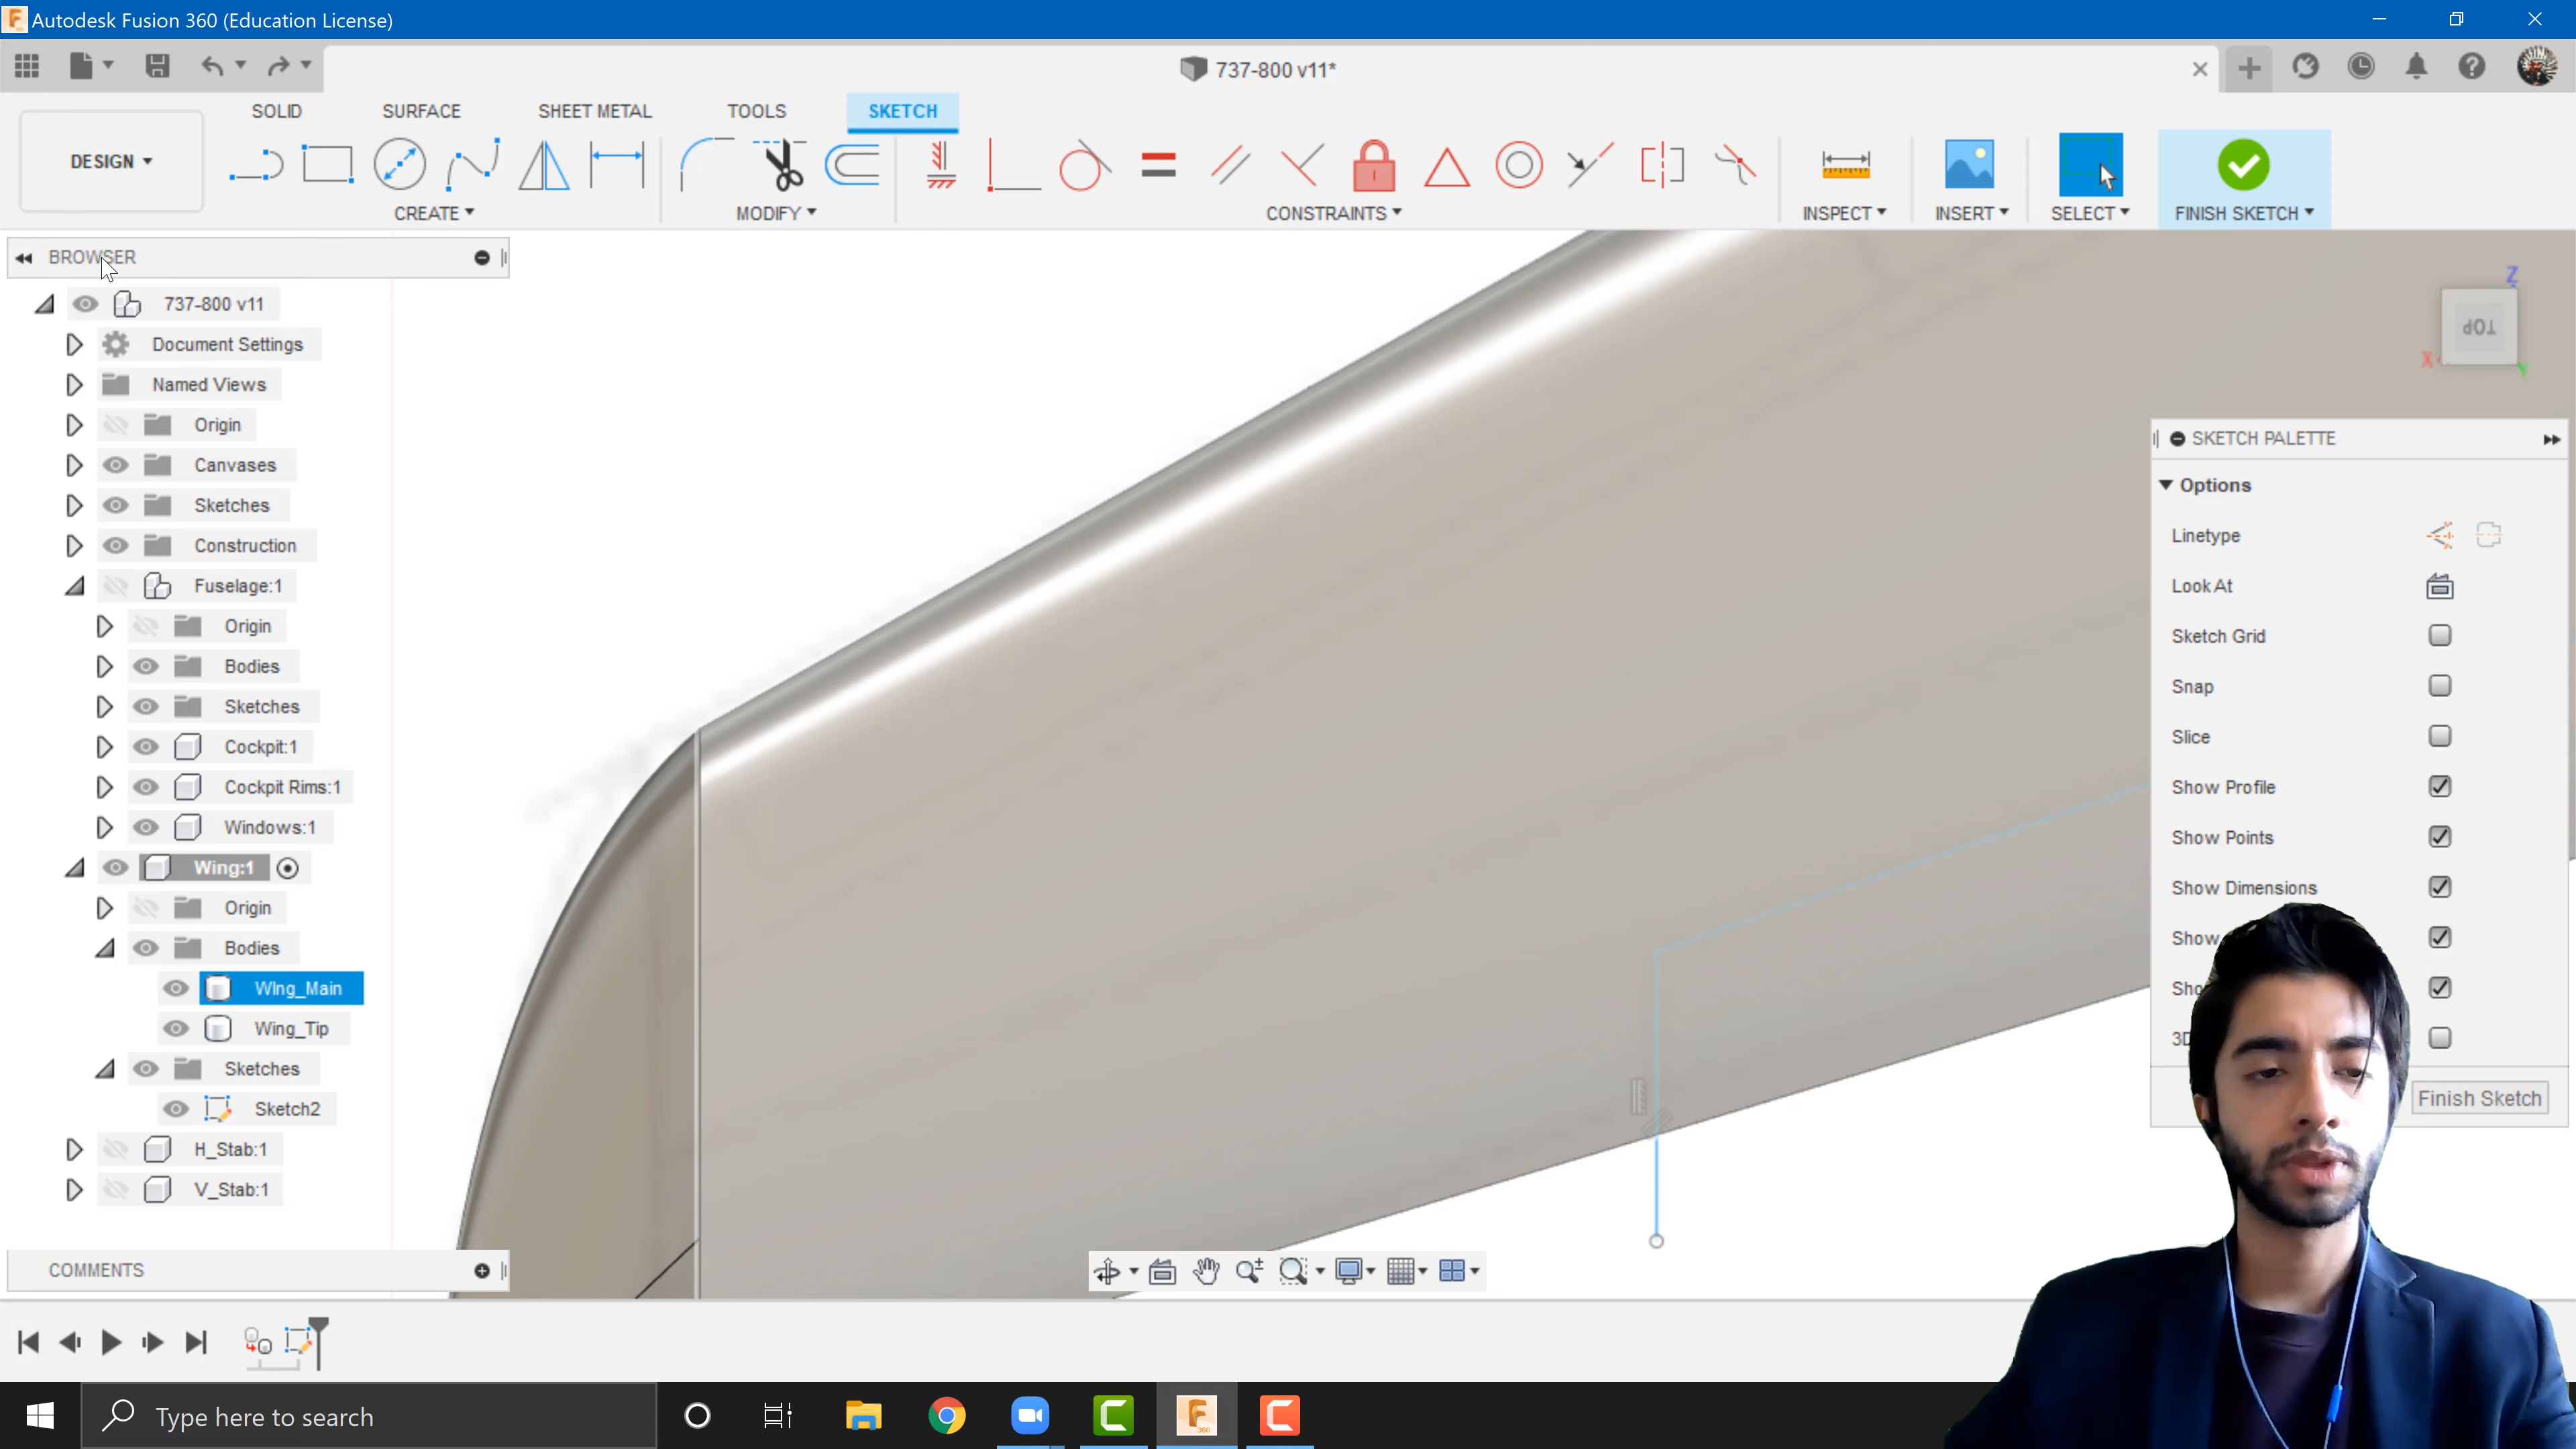 Autodesk Fusion 360 (Education License)
737-800 v11*
SOLID SURFACE SHEET METAL TOOLS SKETCH
DESIGN
CREATE MODIFY CONSTRAINTS INSPECT INSERT SELECT FINISH SKETCH
BROWSER
737-800 v11
Document Settings
Named Views
Origin
Canvases
Sketches
Construction
Fuselage:1
Origin
Bodies
Sketches
Cockpit:1
Cockpit Rims:1
Windows:1
Wing:1
Origin
Bodies
WIng_Main
Wing_Tip
Sketches
Sketch2
H_Stab:1
V_Stab:1
COMMENTS
Z
TOP
X
Y
SKETCH PALETTE
Options
Linetype
Look At
Sketch Grid
Snap
Slice
Show Profile
Show Points
Show Dimensions
Show
Finish Sketch
Type here to search
F
360